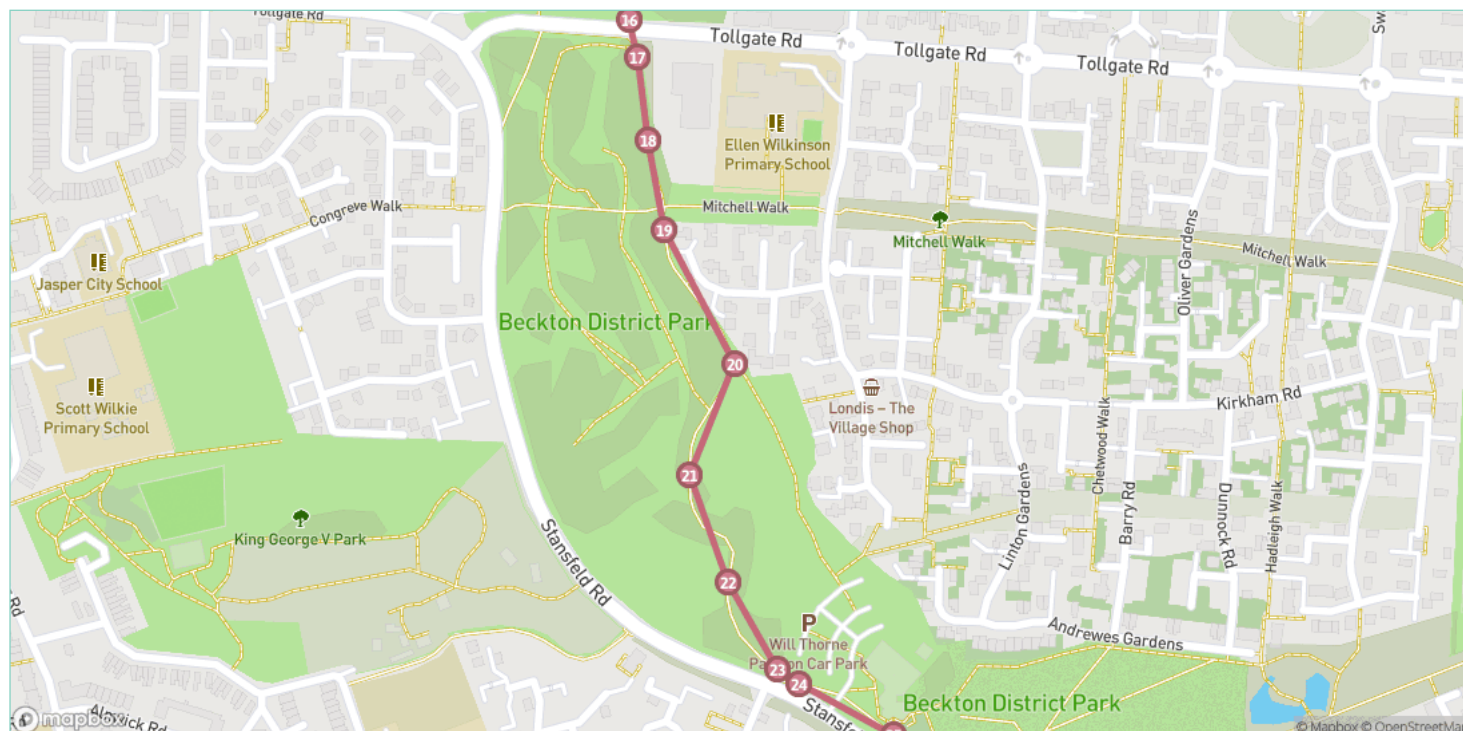 Tollgate Rd
16
17
Tollgate Rd
Tollgate Rd
Tollgate Rd
18
Ellen Wilkinson
Primary School
Congreve Walk
Mitchell Walk
19
Mitchell Walk
Mitchell Walk
Oliver Gardens
Jasper City School
Beckton District Park
20
Scott Wilkie
Primary School
Londis – The
Village Shop
Kirkham Rd
Chetwood Walk
21
King George V Park
Linton Gardens
Barry Rd
Dunnock Rd
Hadleigh Walk
Stansfeld Rd
22
P
Will Thorne
Car Park
23
24
Andrewes Gardens
Beckton District Park
Rd
mapbox
© Mapbox © OpenStreetMap